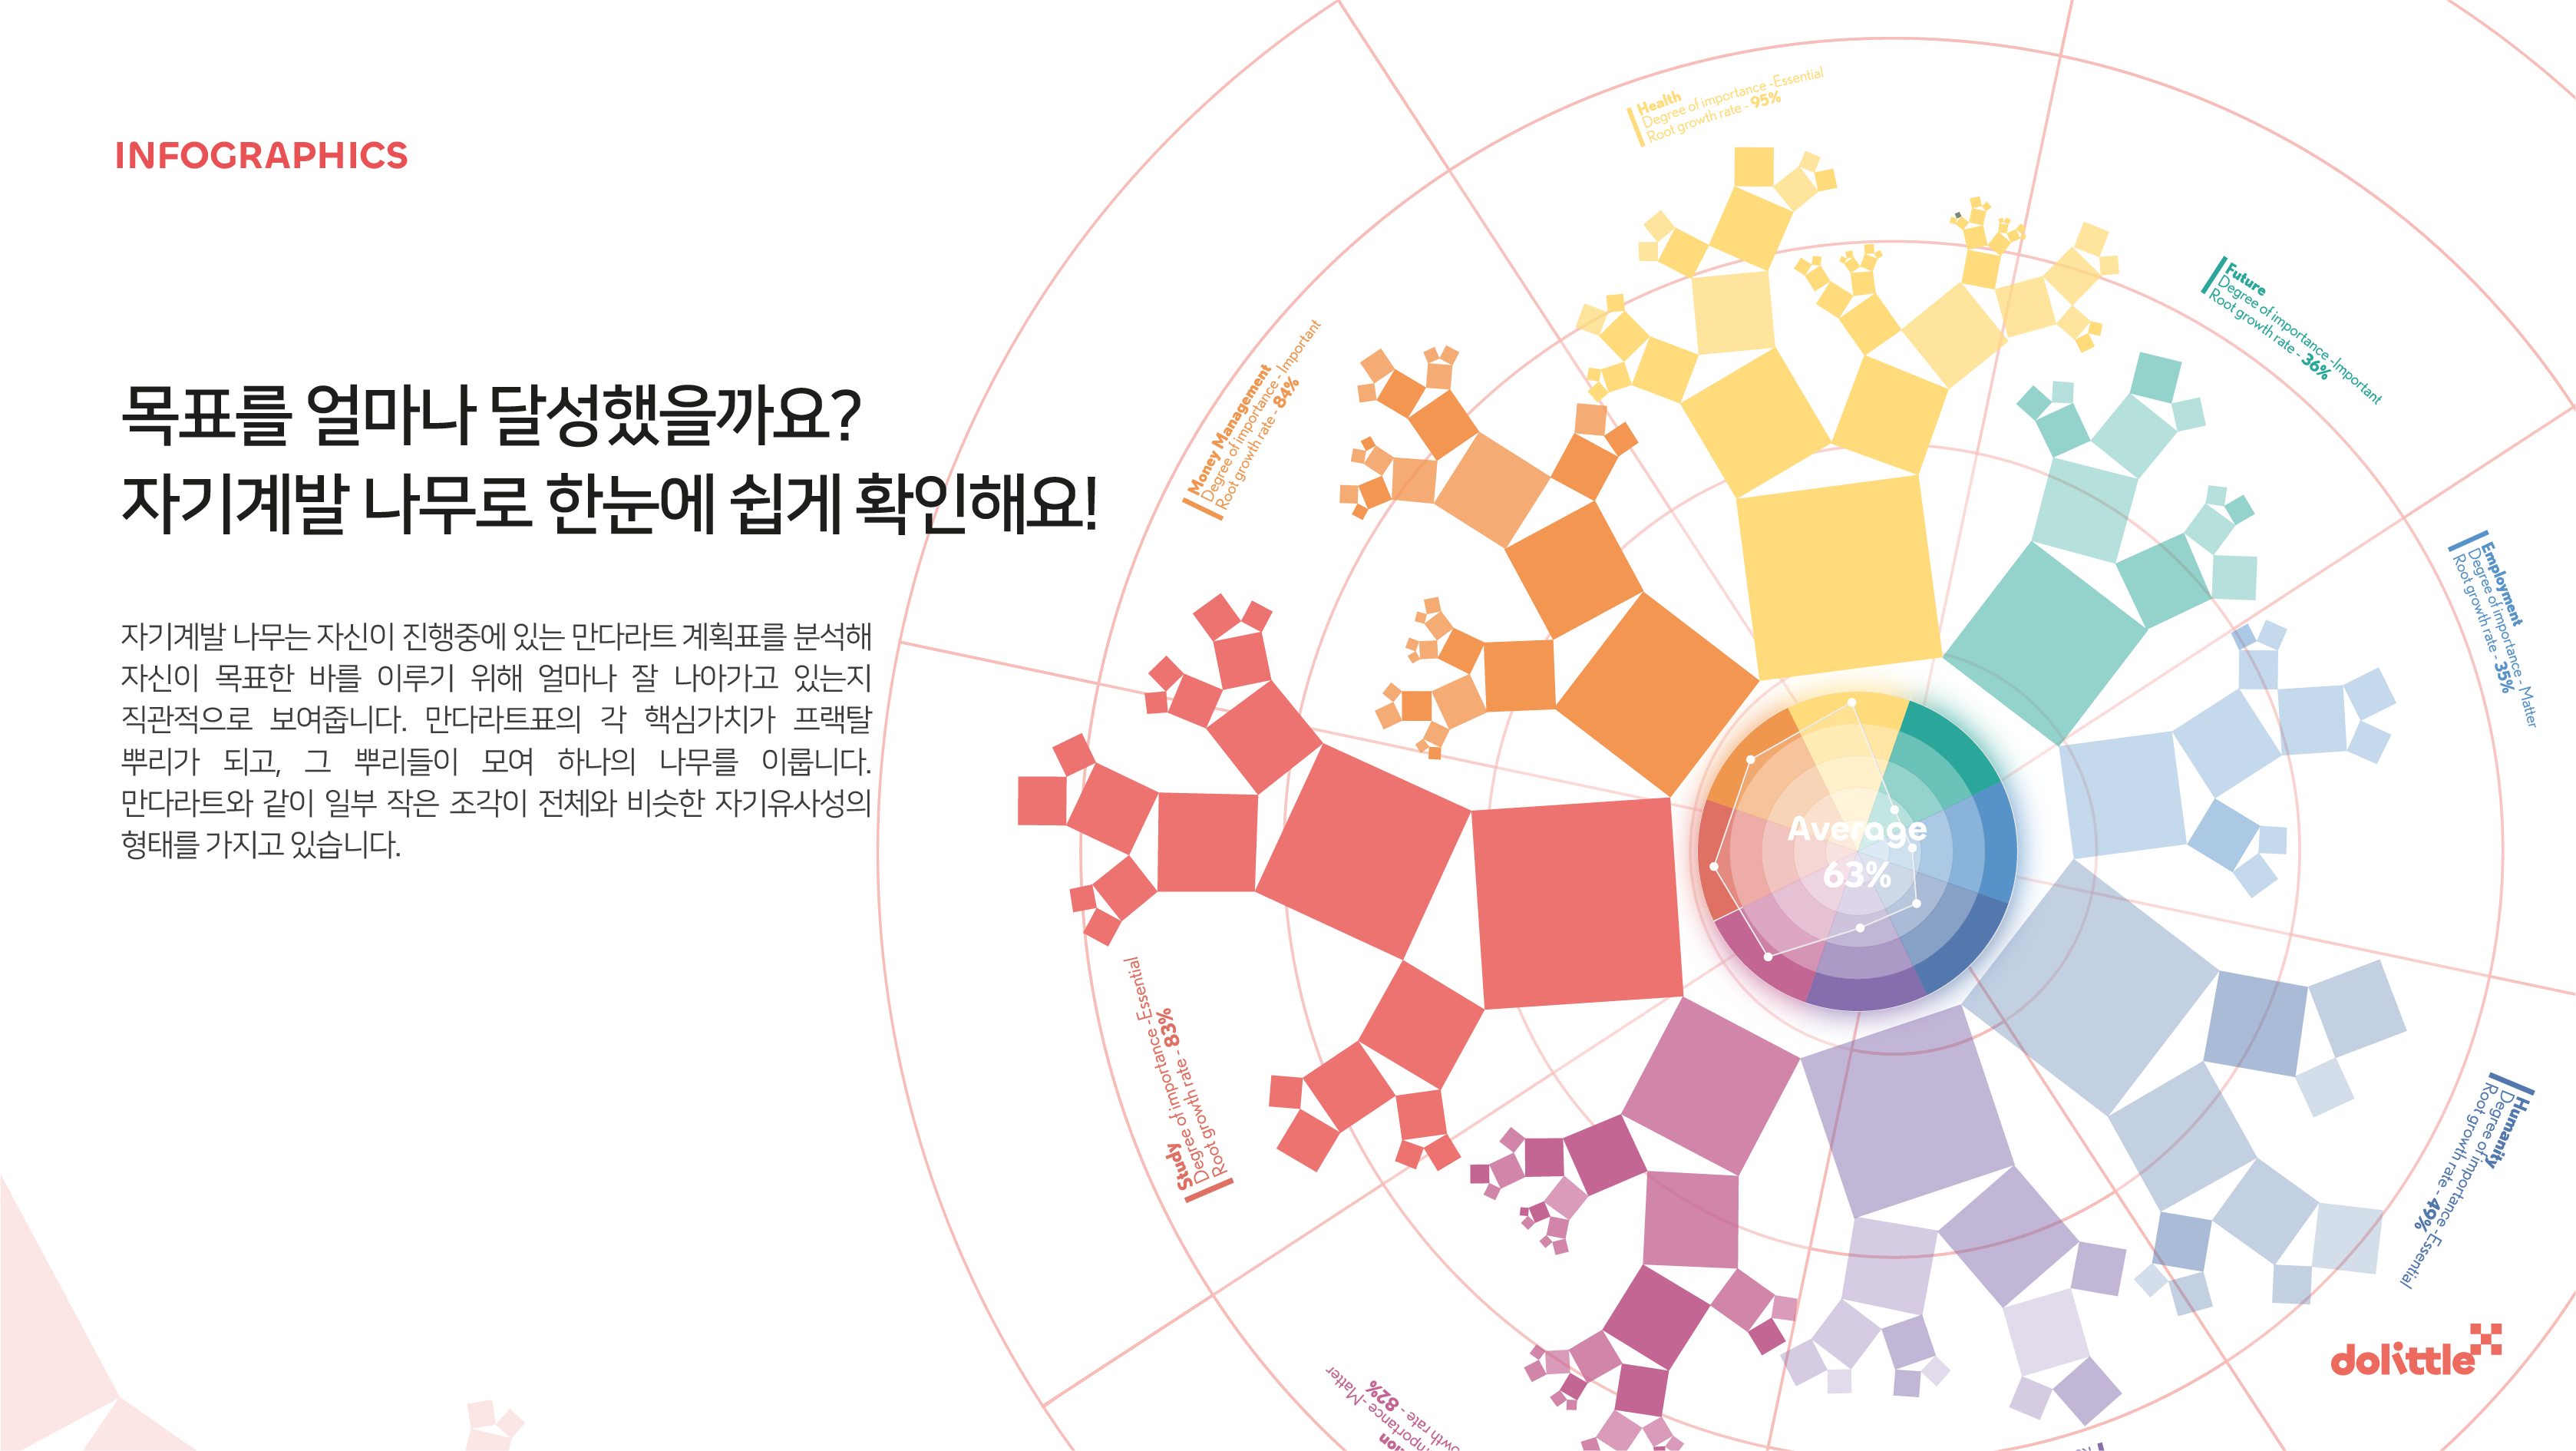 INFOGRAPHICS
목표를 얼마나 달성했을까요?
자기계발 나무로 한눈에 쉽게 확인해요!
자기계발 나무는 자신이 진행중에 있는 만다라트 계획표를 분석해
자신이 목표한 바를 이루기 위해 얼마나 잘 나아가고 있는지
직관적으로 보여줍니다. 만다라트표의 각 핵심가치가 프랙탈
뿌리가 되고, 그 뿌리들이 모여 하나의 나무를 이룹니다.
만다라트와 같이 일부 작은 조각이 전체와 비슷한 자기유사성의
형태를 가지고 있습니다.
Health
Degree of importance -Essential
Root growth rate - 95%
Future
Degree of importance -Important
Root growth rate - 36%
Money Management
Degree of importance - Important
Root growth rate - 84%
Employment
Degree of importance - Matter
Root growth rate - 35%
Average
63%
Study
Degree of importance -Essential
Root growth rate - 83%
Humanity
Degree of importance -Essential
Root growth rate - 49%
importance -Matter
rate - 82%
dolittle